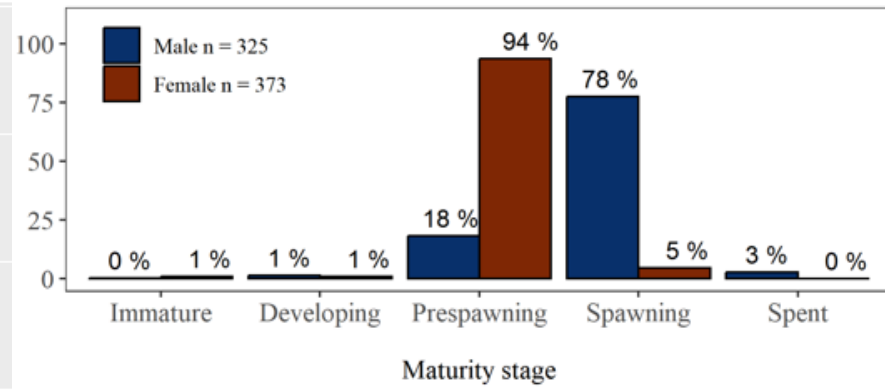 100
75
50
25
0
Male n = 325
Female n = 373
0 %
1 %
1 %
1 %
18 %
94 %
78 %
5 %
3 %
0 %
Immature
Developing
Prespawning
Spawning
Spent
Maturity stage